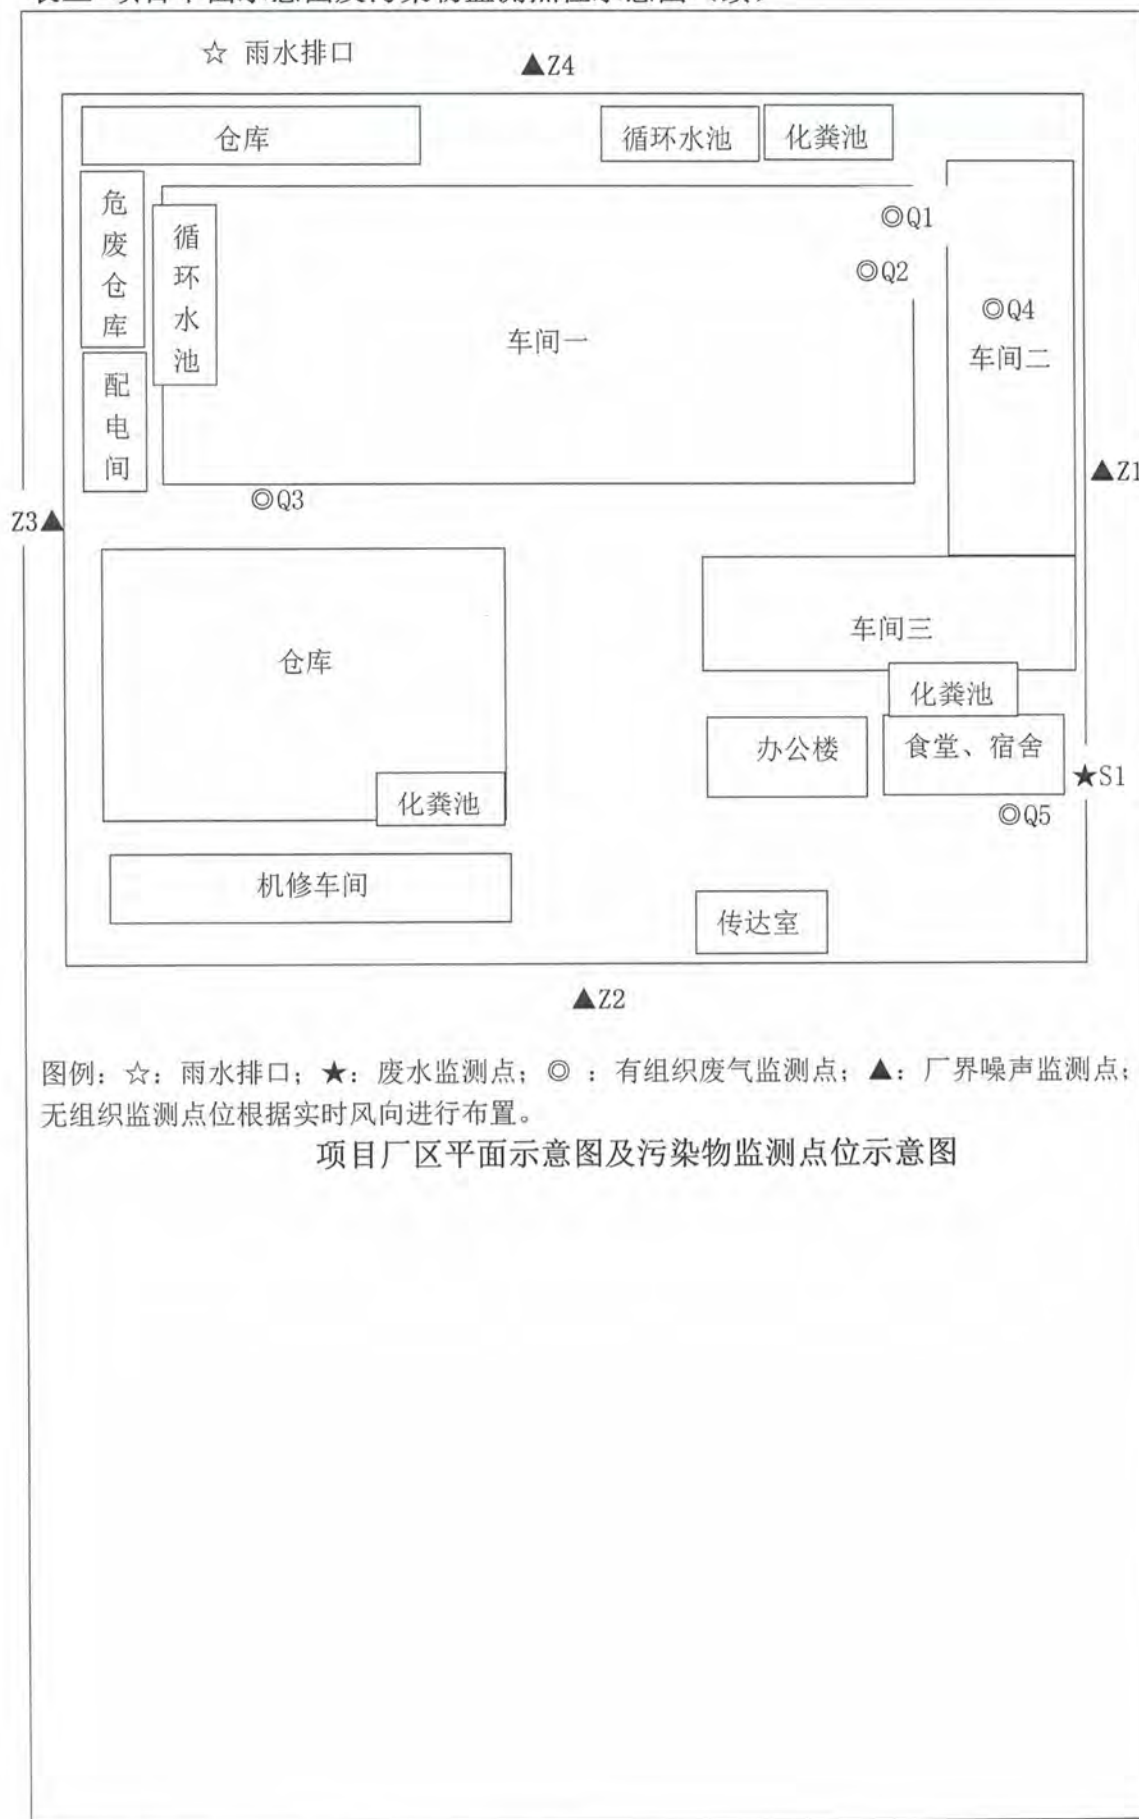 ☆ 雨水排口
▲Z4
仓库
循环水池
化粪池
危废仓库
循环水池
◎Q1
◎Q2
◎Q4
车间一
车间二
配电间
▲Z1
◎Q3
Z3▲
车间三
仓库
化粪池
办公楼
食堂、宿舍
★S1
化粪池
◎Q5
机修车间
传达室
▲Z2
图例：☆：雨水排口；★：废水监测点；◎ ：有组织废气监测点；▲：厂界噪声监测点；
无组织监测点位根据实时风向进行布置。
项目厂区平面示意图及污染物监测点位示意图